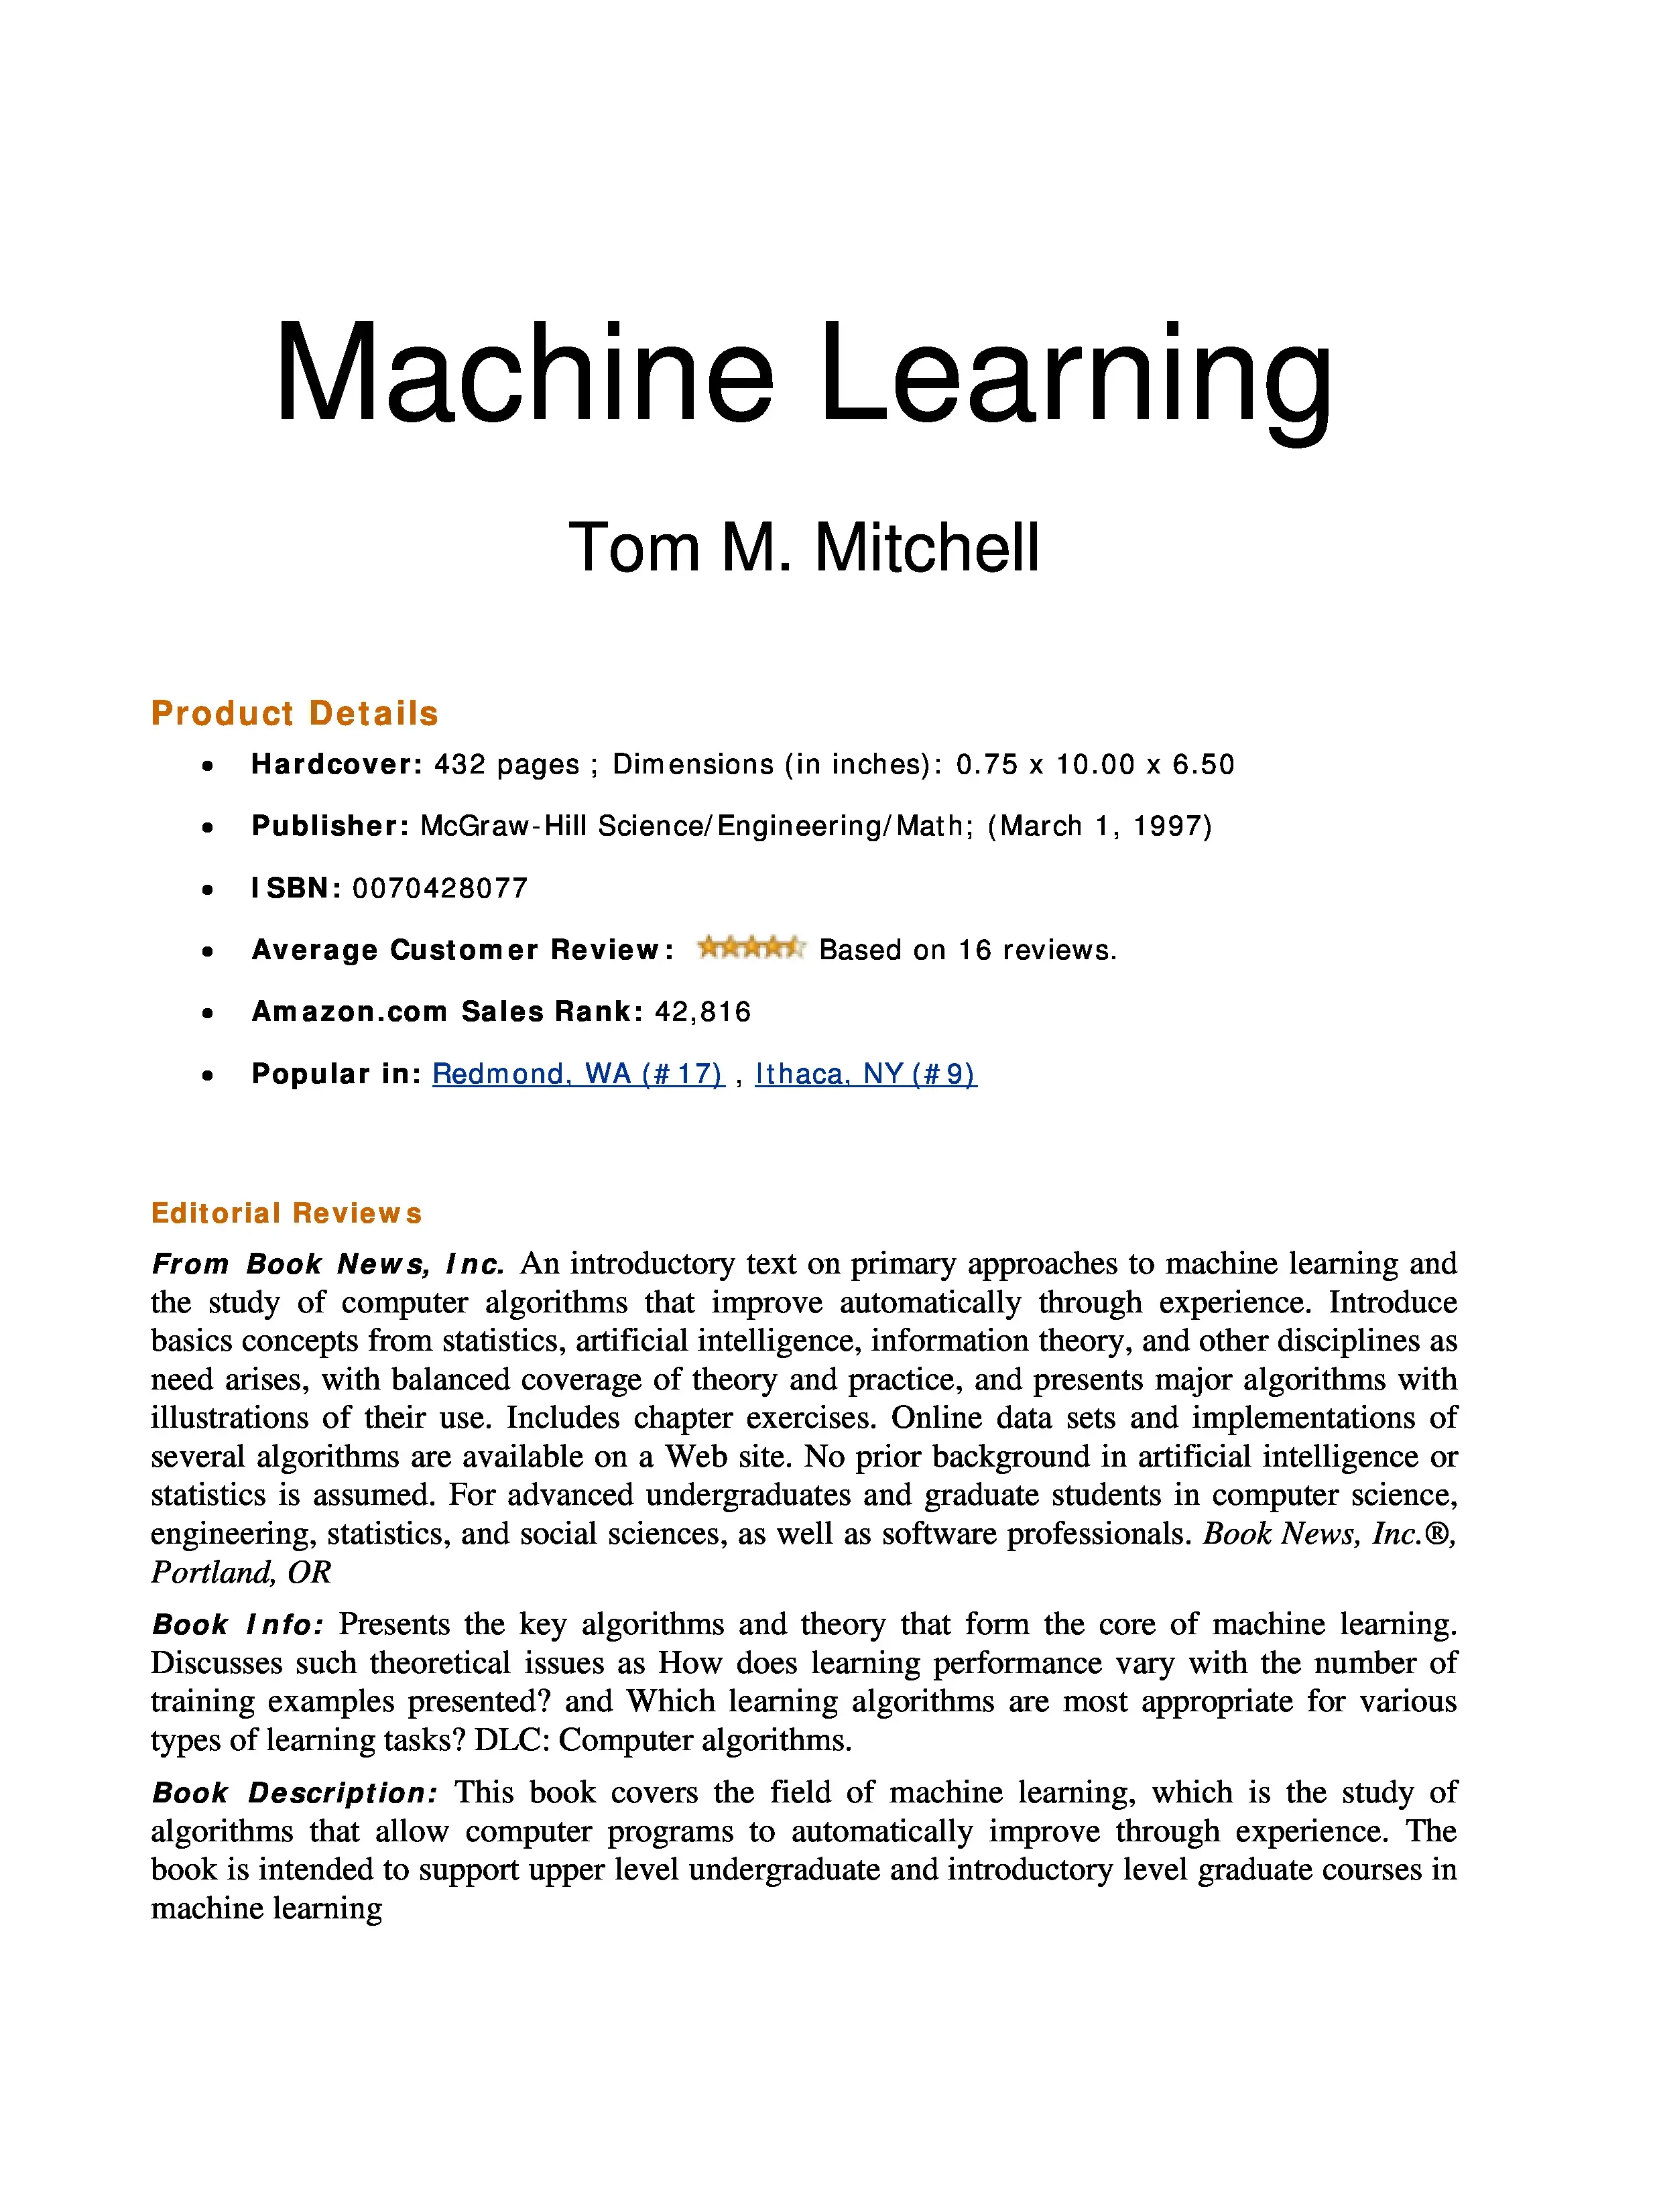 Machine Learning
Tom M. Mitchell
Product Details
• Hardcover: 432 pages ; Dimensions (in inches): 0.75 x 10.00 x 6.50
• Publisher: McGraw-Hill Science/Engineering/Math; (March 1, 1997)
• ISBN: 0070428077
• Average Customer Review: Based on 16 reviews.
• Amazon.com Sales Rank: 42,816
• Popular in: Redmond, WA (#17) , Ithaca, NY (#9)
Editorial Reviews
From Book News, Inc. An introductory text on primary approaches to machine learning and
the study of computer algorithms that improve automatically through experience. Introduce
basics concepts from statistics, artificial intelligence, information theory, and other disciplines as
need arises, with balanced coverage of theory and practice, and presents major algorithms with
illustrations of their use. Includes chapter exercises. Online data sets and implementations of
several algorithms are available on a Web site. No prior background in artificial intelligence or
statistics is assumed. For advanced undergraduates and graduate students in computer science,
engineering, statistics, and social sciences, as well as software professionals. Book News, Inc.®,
Portland, OR
Book Info: Presents the key algorithms and theory that form the core of machine learning.
Discusses such theoretical issues as How does learning performance vary with the number of
training examples presented? and Which learning algorithms are most appropriate for various
types of learning tasks? DLC: Computer algorithms.
Book Description: This book covers the field of machine learning, which is the study of
algorithms that allow computer programs to automatically improve through experience. The
book is intended to support upper level undergraduate and introductory level graduate courses in
machine learning